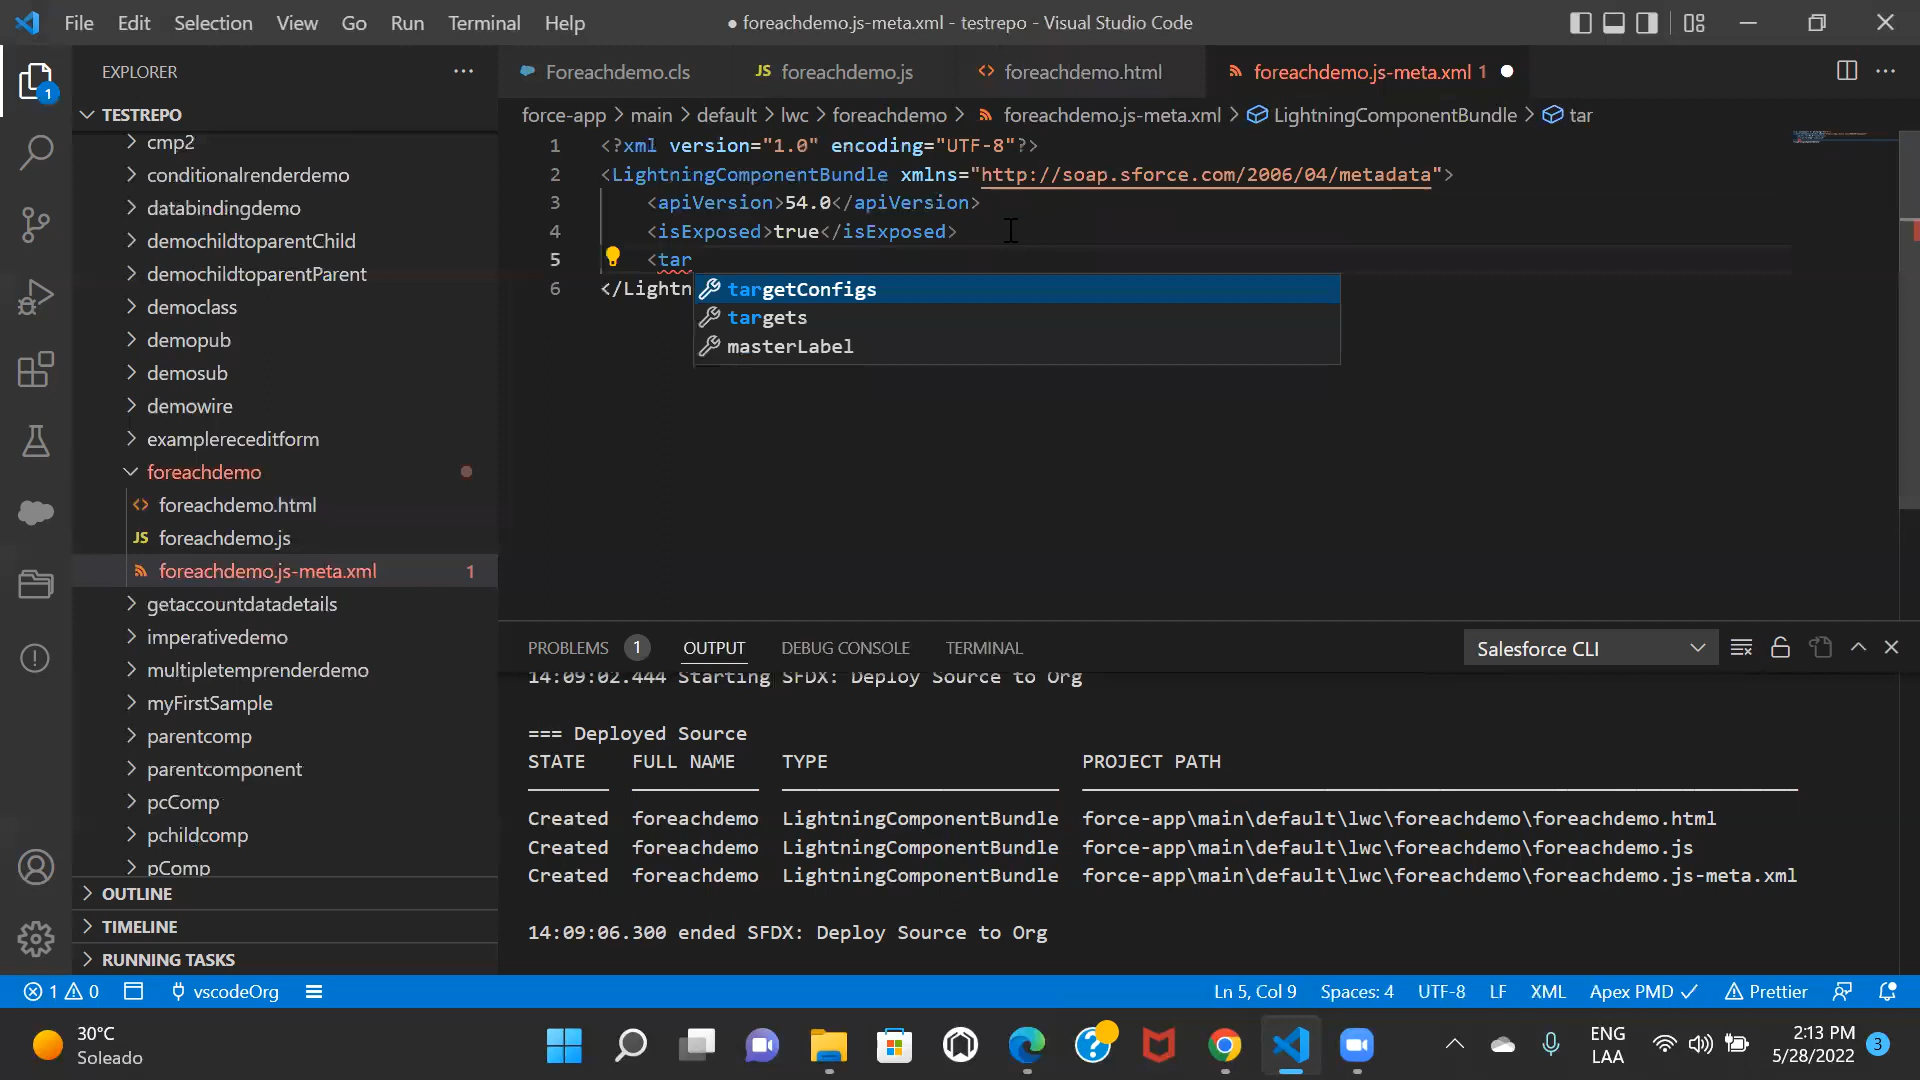 File Edit Selection View Go Run Terminal Help
● foreachdemo.js-meta.xml - testrepo - Visual Studio Code
EXPLORER
1
TESTREPO
cmp2
conditionalrenderdemo
databindingdemo
demochildtoparentChild
demochildtoparentParent
democlass
demopub
demosub
demowire
examplereceditform
foreachdemo
foreachdemo.html
JS foreachdemo.js
foreachdemo.js-meta.xml 1
getaccountdatadetails
imperativedemo
multipletemprenderdemo
myFirstSample
parentcomp
parentcomponent
pcComp
pchildcomp
pComp
OUTLINE
TIMELINE
RUNNING TASKS
Foreachdemo.cls JS foreachdemo.js foreachdemo.html foreachdemo.js-meta.xml 1
force-app > main > default > lwc > foreachdemo > foreachdemo.js-meta.xml > LightningComponentBundle > tar
1 <?xml version="1.0" encoding="UTF-8"?>
2 <LightningComponentBundle xmlns="http://soap.sforce.com/2006/04/metadata">
3 <apiVersion>54.0</apiVersion>
4 <isExposed>true</isExposed>
5 <tar
6 </Lightn
targetConfigs
targets
masterLabel
PROBLEMS 1 OUTPUT DEBUG CONSOLE TERMINAL Salesforce CLI
14:09:02.444 Starting SFDX: Deploy Source to Org
=== Deployed Source
STATE FULL NAME TYPE PROJECT PATH
Created foreachdemo LightningComponentBundle force-app\main\default\lwc\foreachdemo\foreachdemo.html
Created foreachdemo LightningComponentBundle force-app\main\default\lwc\foreachdemo\foreachdemo.js
Created foreachdemo LightningComponentBundle force-app\main\default\lwc\foreachdemo\foreachdemo.js-meta.xml
14:09:06.300 ended SFDX: Deploy Source to Org
1 0 vscodeOrg Ln 5, Col 9 Spaces: 4 UTF-8 LF XML Apex PMD ✓ Prettier
30°C
Soleado
ENG
LAA
2:13 PM
5/28/2022
3